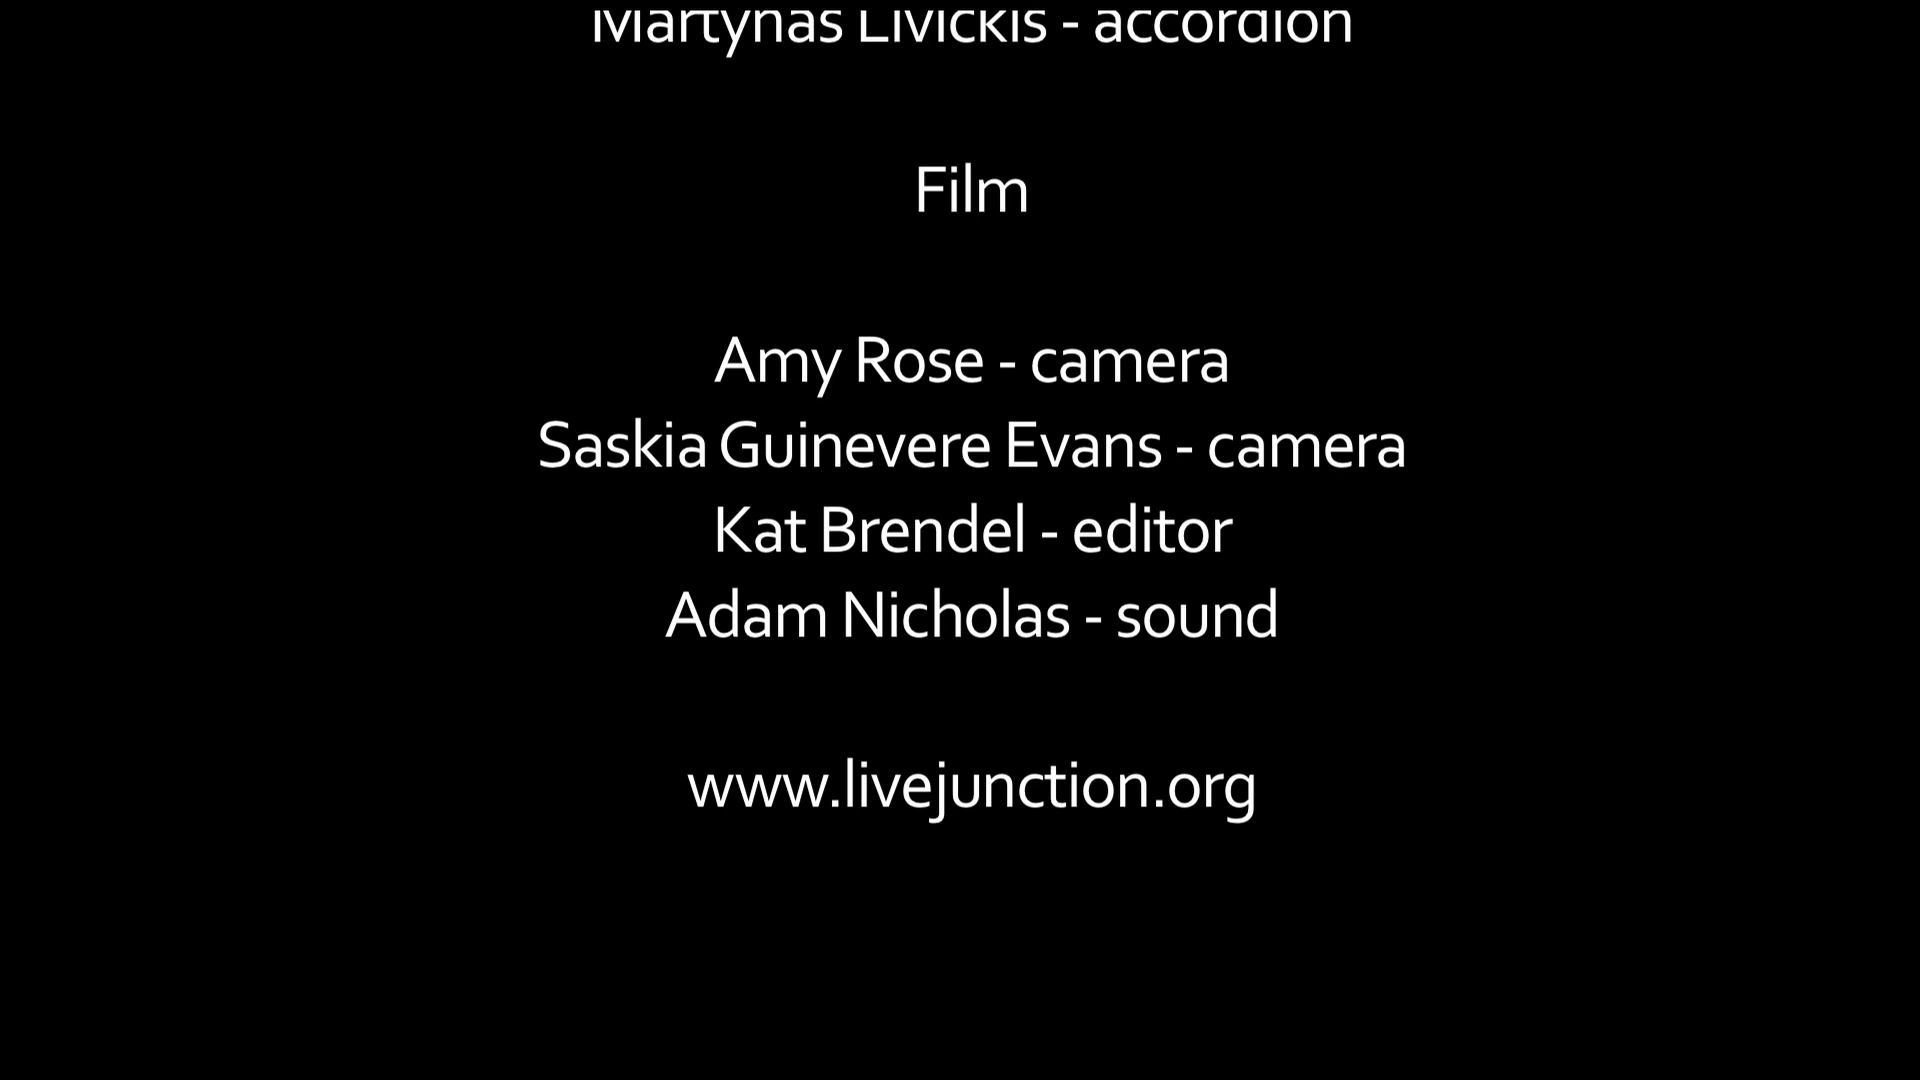 Martynas Livickis - accordion
Film
Amy Rose - camera
Saskia Guinevere Evans - camera
Kat Brendel - editor
Adam Nicholas - sound
www.livejunction.org